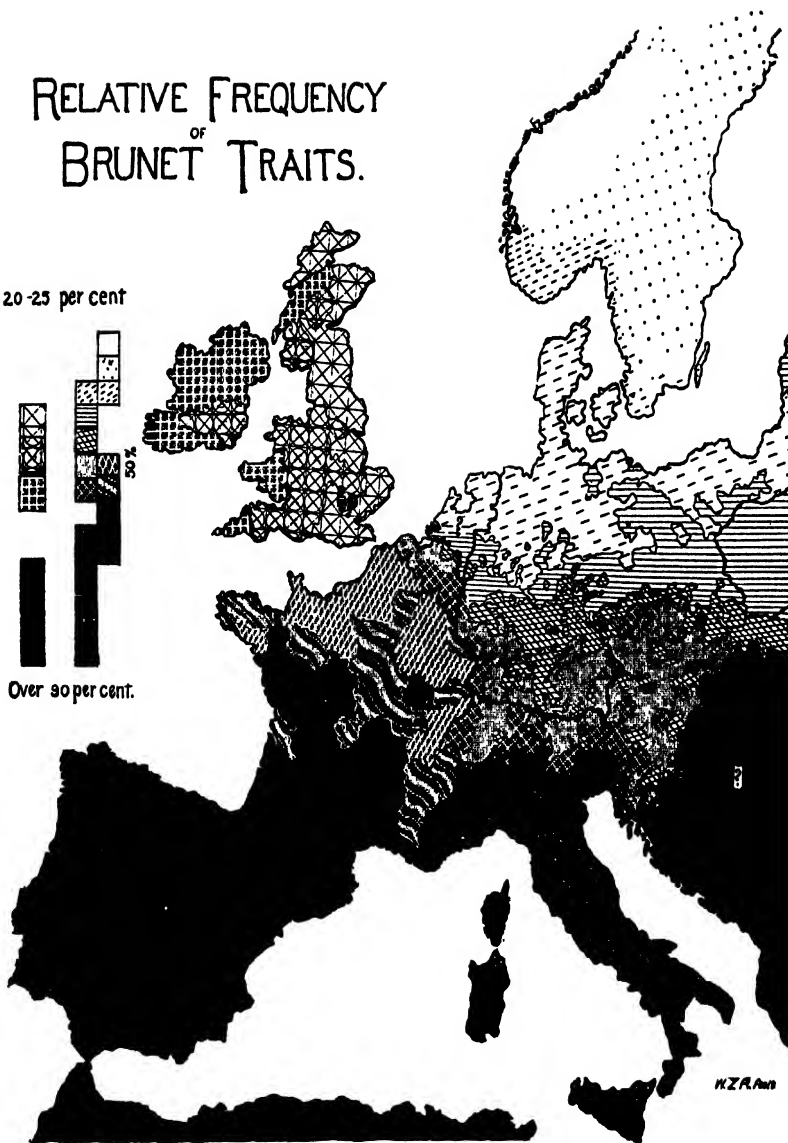 RELATIVE FREQUENCY
OF
BRUNET TRAITS.
20-25 per cent
50%
Over 90 per cent.
?
W.Z.R.